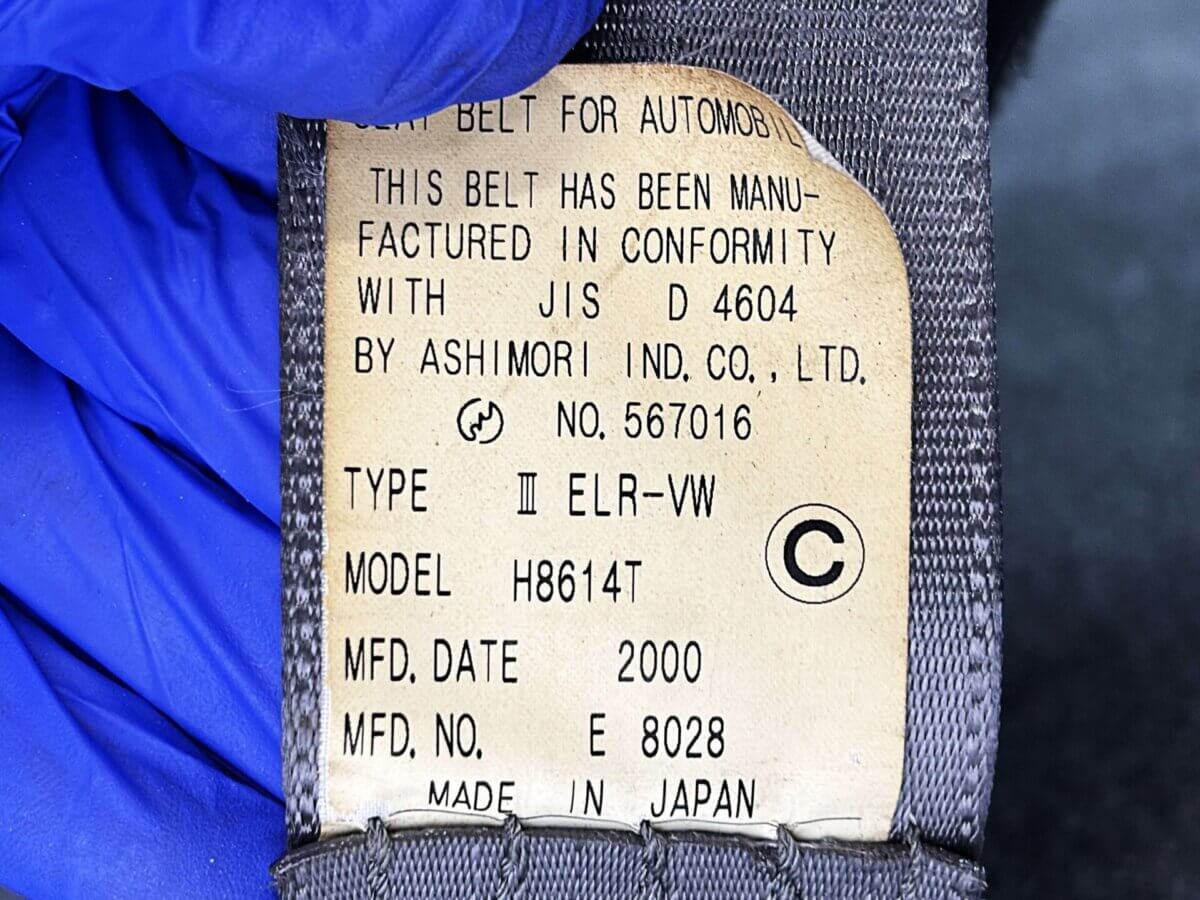 BELT FOR AUTOMOBIL
THIS BELT HAS BEEN MANU-
FACTURED IN CONFORMITY
WITH JIS D 4604
BY ASHIMORI IND. CO., LTD.
NO. 567016
TYPE Ⅲ ELR-VW
C
MODEL H8614T
MFD. DATE 2000
MFD. NO. E 8028
MADE IN JAPAN